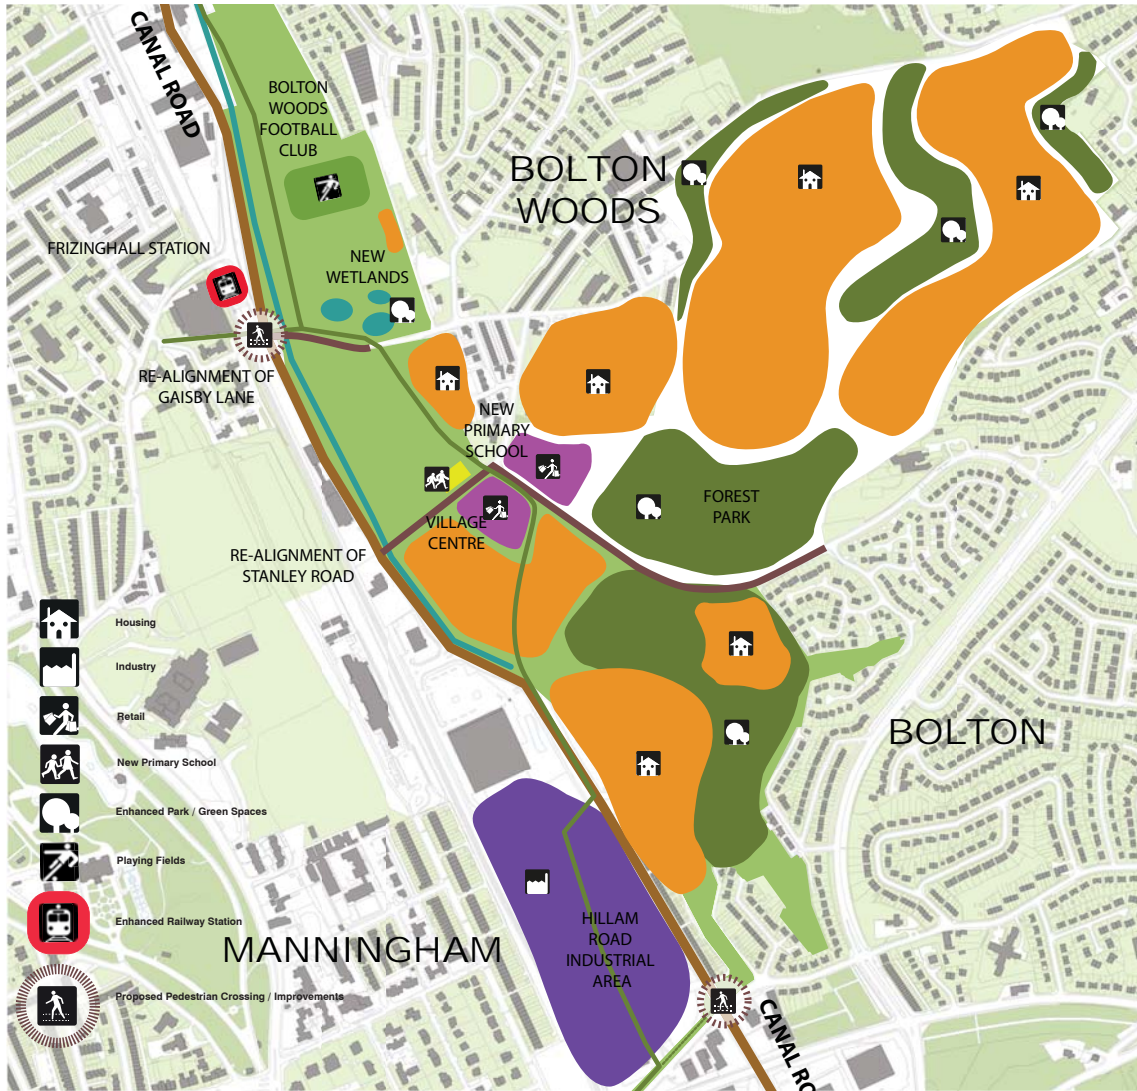 CANAL ROAD
BOLTON
WOODS
FOOTBALL
CLUB
BOLTON
WOODS
FRIZINGHALL STATION
NEW
WETLANDS
RE-ALIGNMENT OF
GAISBY LANE
NEW
PRIMARY
SCHOOL
FOREST
PARK
VILLAGE
CENTRE
RE-ALIGNMENT OF
STANLEY ROAD
Housing
Industry
Retail
New Primary School
Enhanced Park / Green Spaces
Playing Fields
Enhanced Railway Station
Proposed Pedestrian Crossing / Improvements
BOLTON
MANNINGHAM
HILLAM
ROAD
INDUSTRIAL
AREA
CANAL RO